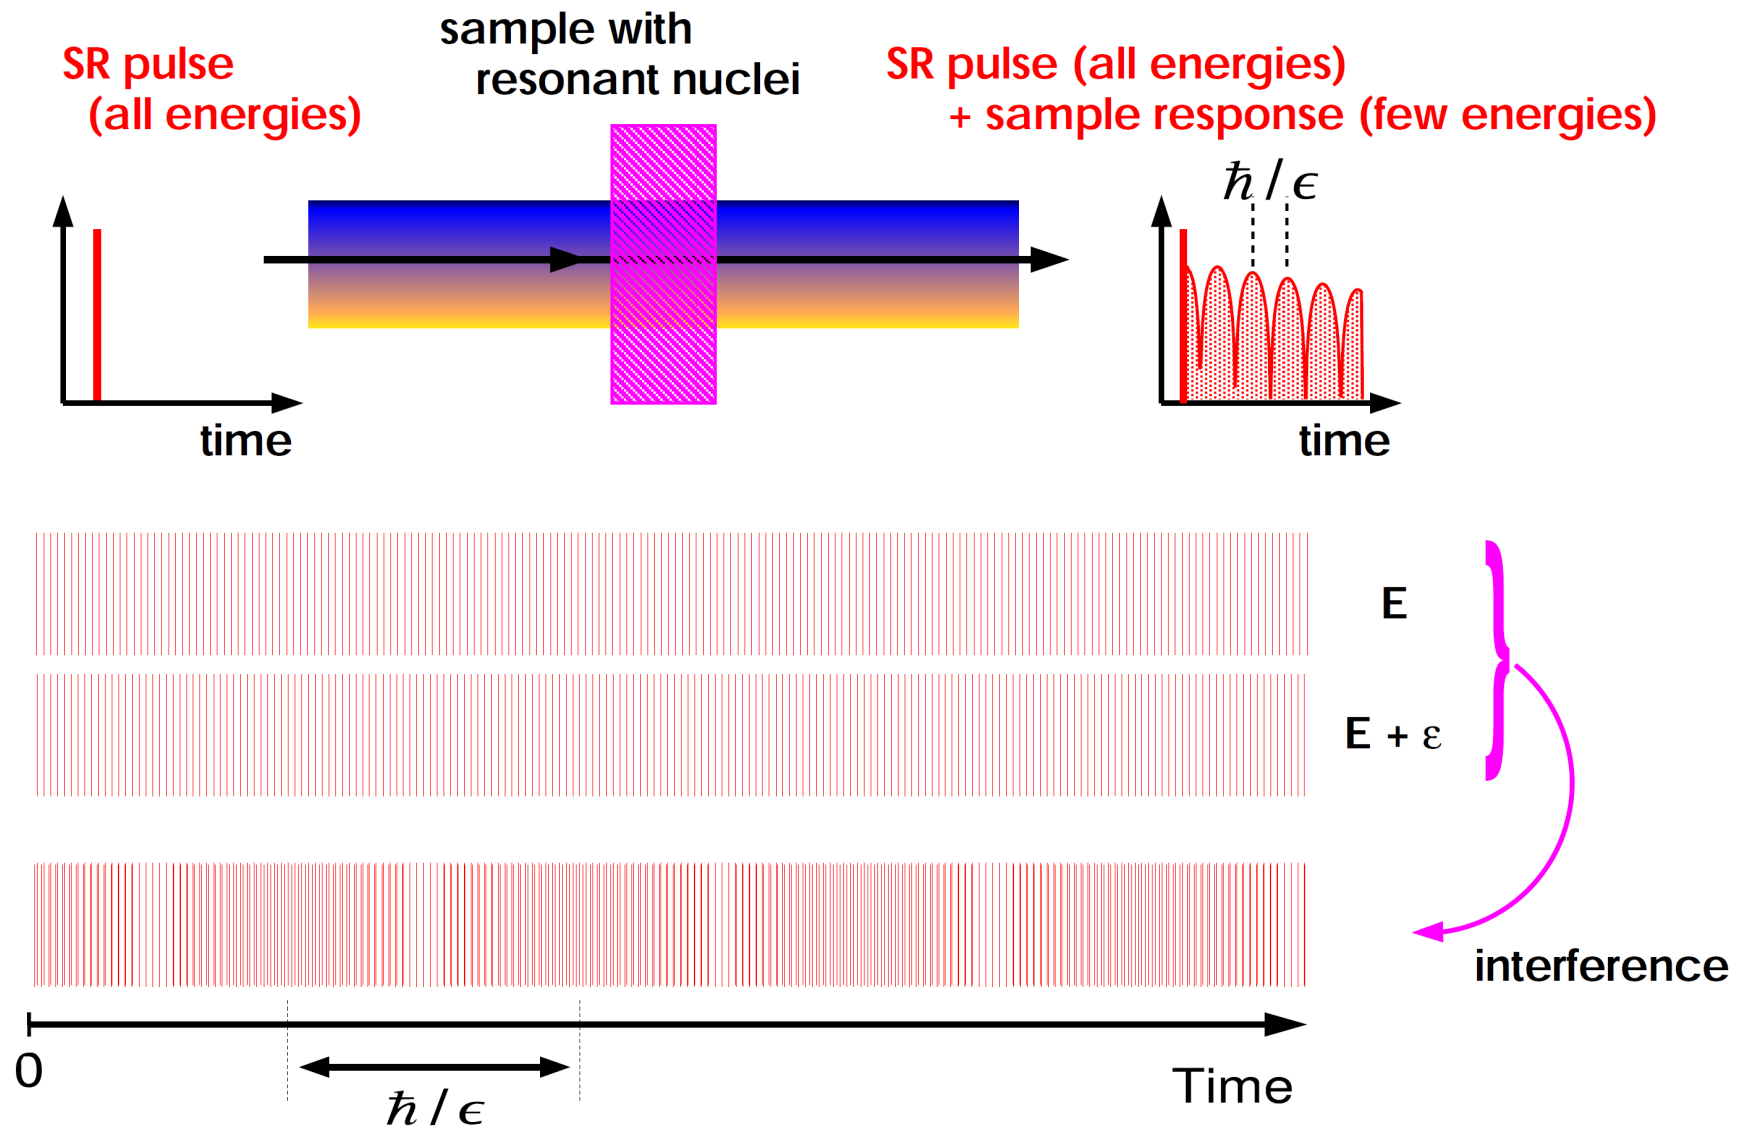 SR pulse
(all energies)
sample with
resonant nuclei
SR pulse (all energies)
+ sample response (few energies)
ℏ / ϵ
time
time
E
E + ε
interference
0
Time
ℏ / ϵ